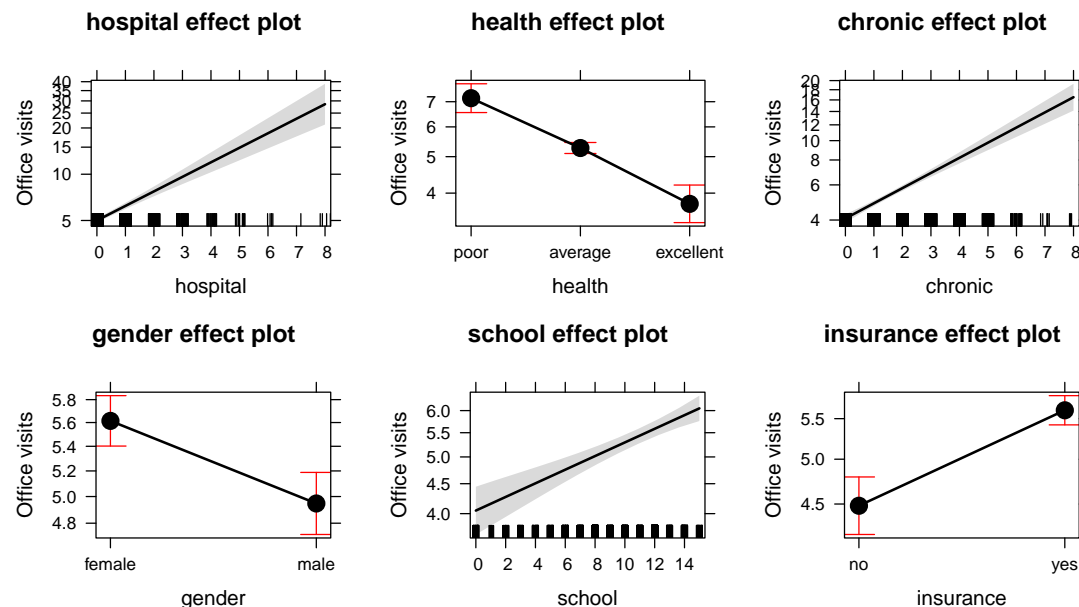 hospital effect plot
Office visits
40
35
30
25
20
15
10
5
0 1 2 3 4 5 6 7 8
hospital
health effect plot
Office visits
7
6
5
4
poor average excellent
health
chronic effect plot
Office visits
20
18
16
14
12
10
8
6
4
0 1 2 3 4 5 6 7 8
chronic
gender effect plot
Office visits
5.8
5.6
5.4
5.2
5.0
4.8
female male
gender
school effect plot
Office visits
6.0
5.5
5.0
4.5
4.0
0 2 4 6 8 10 12 14
school
insurance effect plot
Office visits
5.5
5.0
4.5
no yes
insurance